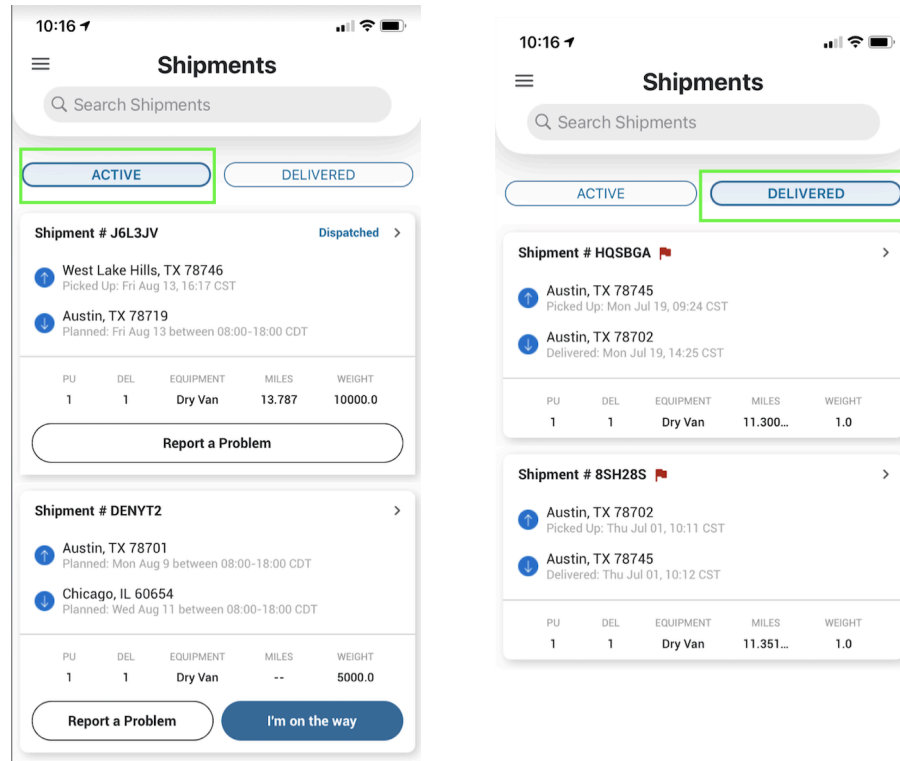 10:16
Shipments
Search Shipments
ACTIVE DELIVERED
Shipment # J6L3JV Dispatched
West Lake Hills, TX 78746
Picked Up: Fri Aug 13, 16:17 CST
Austin, TX 78719
Planned: Fri Aug 13 between 08:00-18:00 CDT
PU DEL EQUIPMENT MILES WEIGHT
1 1 Dry Van 13.787 10000.0
Report a Problem
Shipment # DENYT2
Austin, TX 78701
Planned: Mon Aug 9 between 08:00-18:00 CDT
Chicago, IL 60654
Planned: Wed Aug 11 between 08:00-18:00 CDT
PU DEL EQUIPMENT MILES WEIGHT
1 1 Dry Van -- 5000.0
Report a Problem I'm on the way
10:16
Shipments
Search Shipments
ACTIVE DELIVERED
Shipment # HQSBGA
Austin, TX 78745
Picked Up: Mon Jul 19, 09:24 CST
Austin, TX 78702
Delivered: Mon Jul 19, 14:25 CST
PU DEL EQUIPMENT MILES WEIGHT
1 1 Dry Van 11.300... 1.0
Shipment # 8SH28S
Austin, TX 78702
Picked Up: Thu Jul 01, 10:11 CST
Austin, TX 78745
Delivered: Thu Jul 01, 10:12 CST
PU DEL EQUIPMENT MILES WEIGHT
1 1 Dry Van 11.351... 1.0